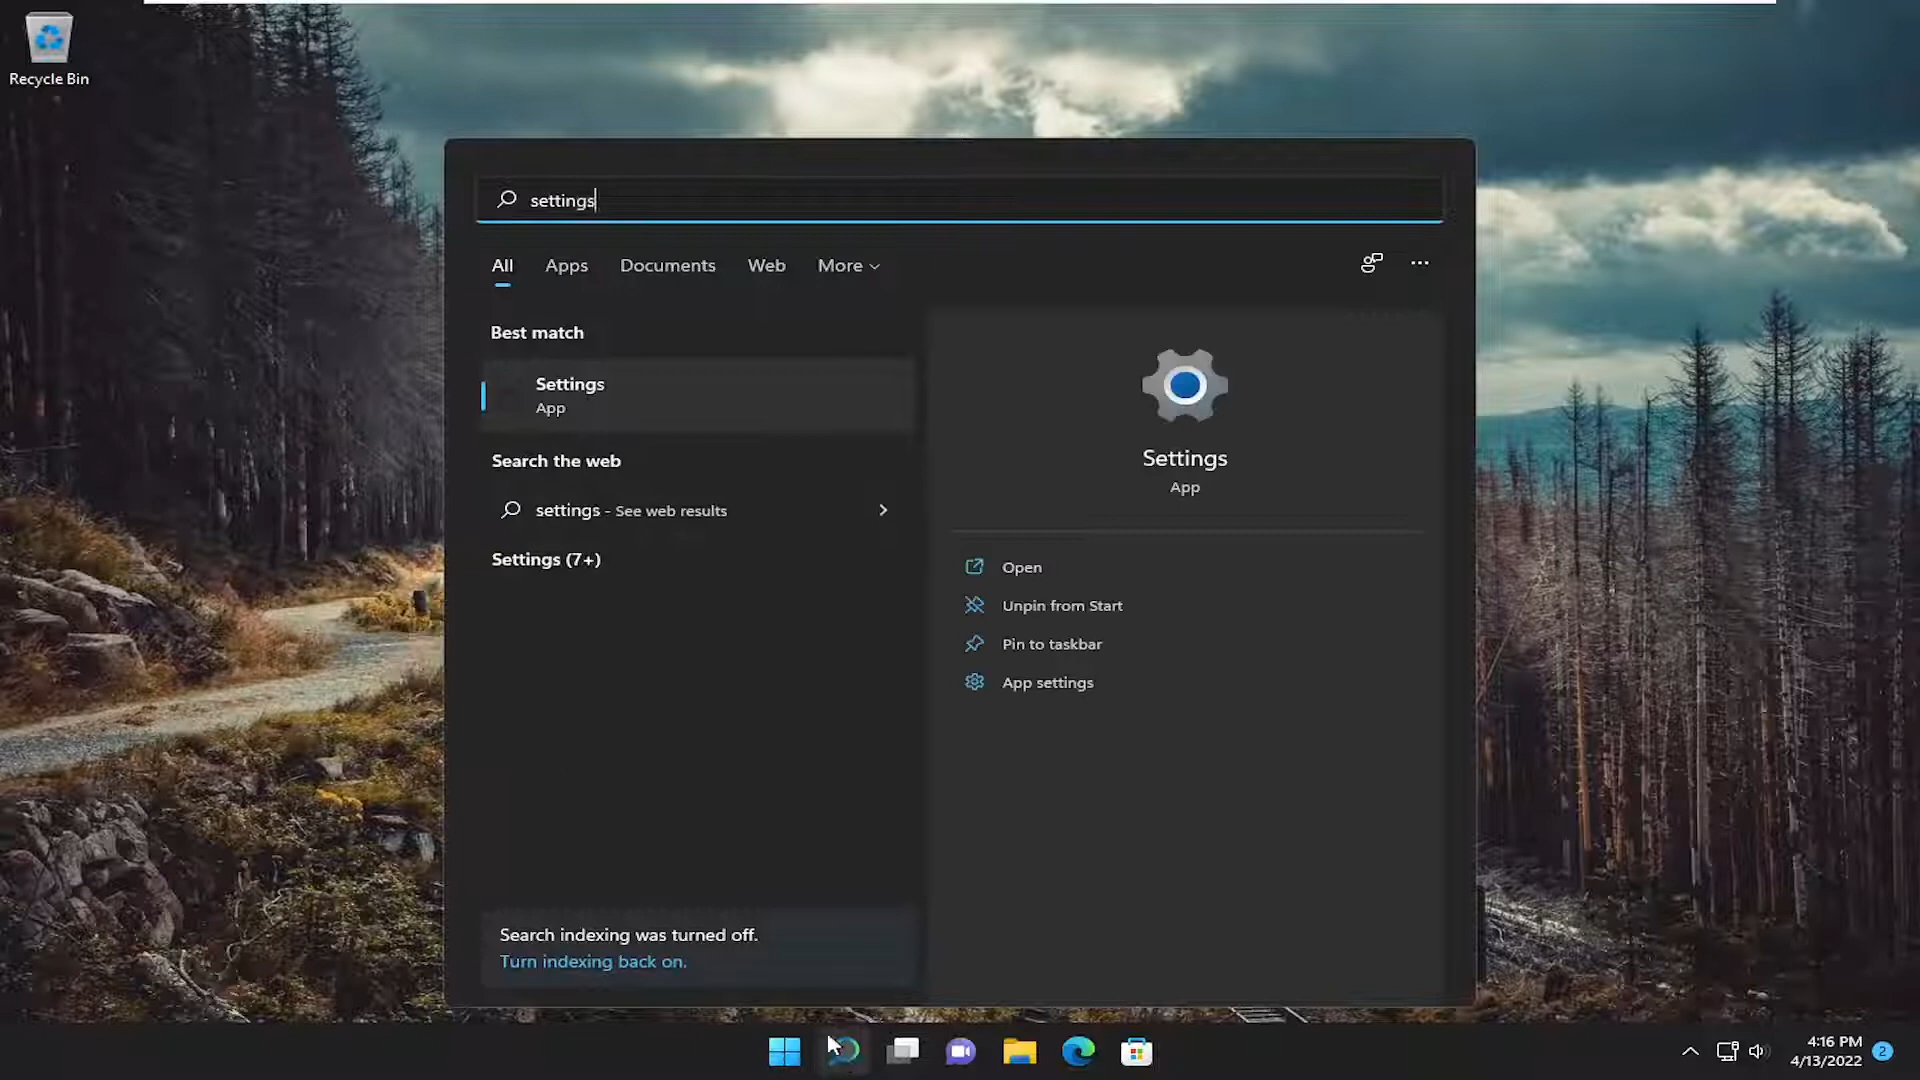 Recycle Bin
settings
All Apps Documents Web More
Best match
Settings
App
Search the web
settings - See web results
Settings (7+)
Settings
App
Open
Unpin from Start
Pin to taskbar
App settings
Search indexing was turned off.
Turn indexing back on.
4:16 PM
4/13/2022
2